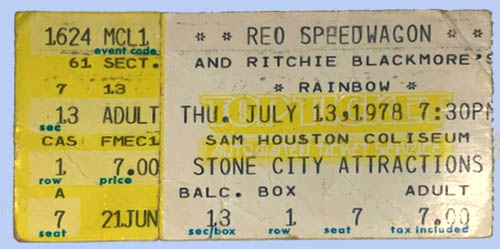 1624 MCL1
event code
61 SECT.
7 13
13 ADULT
sec
CAS FMEC1
1 7.00
row price
A
7 21JUN
seat
* * REO SPEEDWAGON * *
AND RITCHIE BLACKMORE'S
* RAINBOW *
THU. JULY 13,1978 7:30PM
SAM HOUSTON COLISEUM
STONE CITY ATTRACTIONS
BALC. BOX ADULT
13 1 7 7.00
sec/box row seat tax included